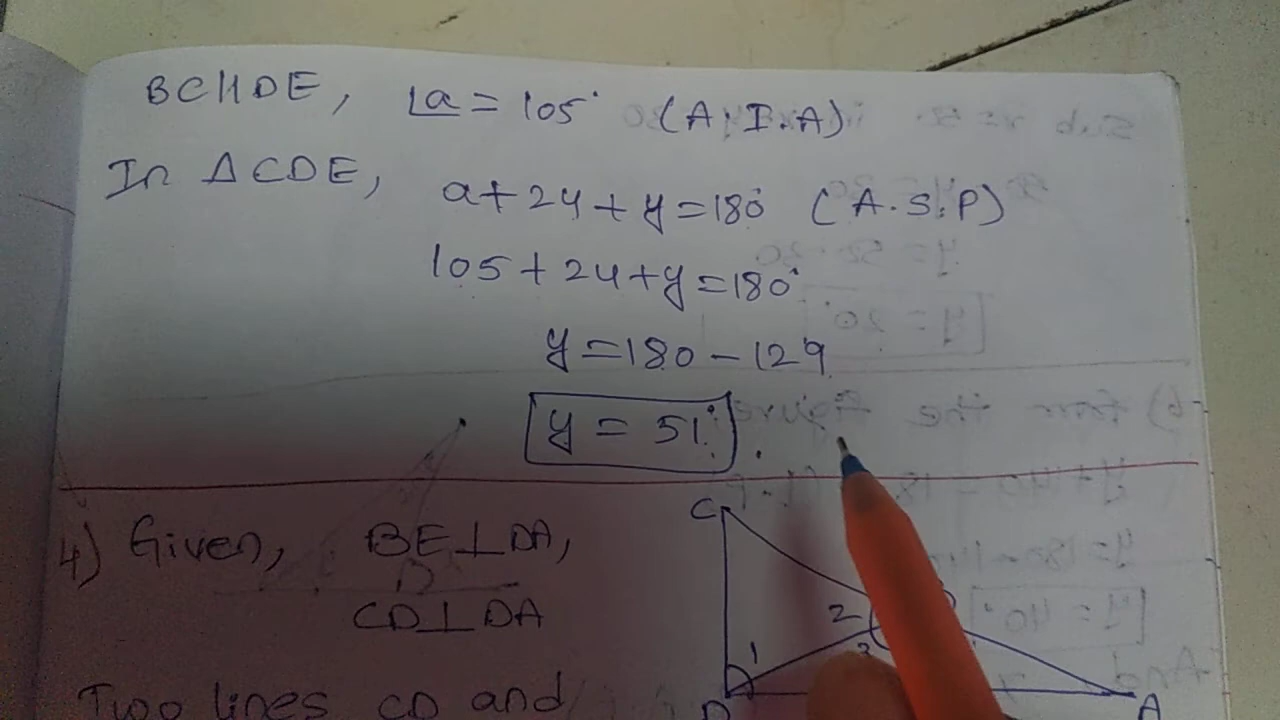 BC||DE, ∠a = 105° (A.I.A)
In ΔCDE, a + 24 + y = 180° (A.S.P)
105 + 24 + y = 180°
y = 180 - 129
y = 51°.
4) Given, BE⊥DA,
CD⊥DA
Two lines CD and
C
2
1
3
D
A